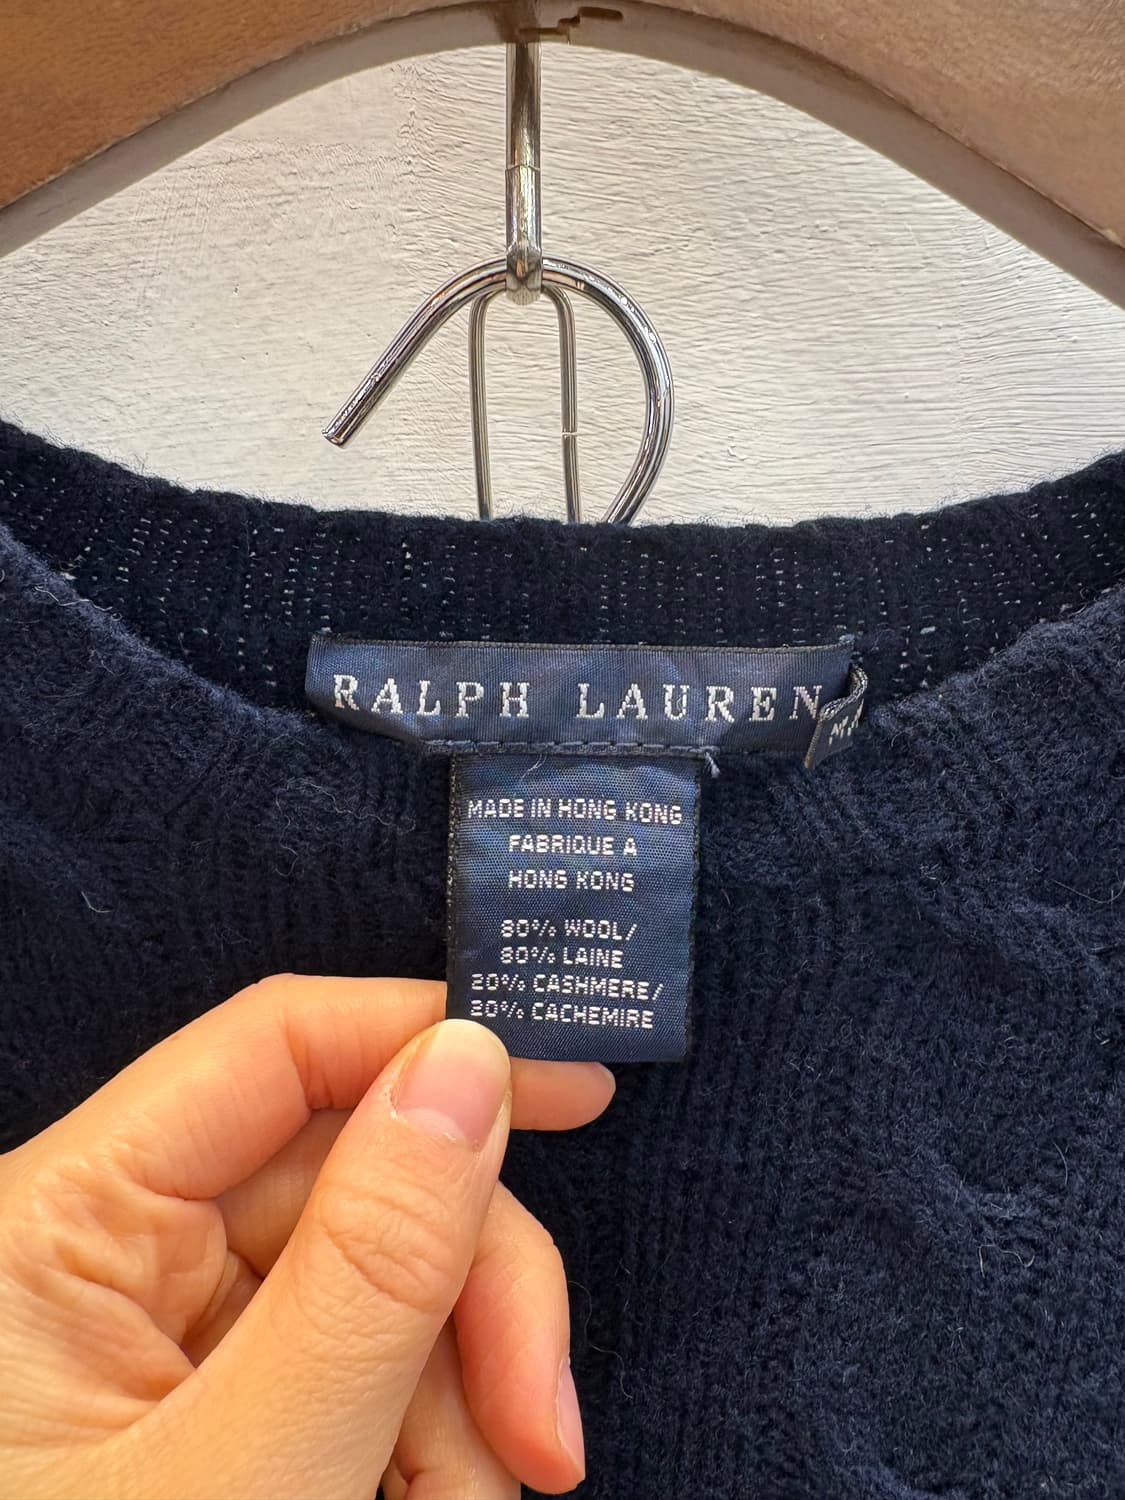 RALPH LAUREN
MADE IN HONG KONG
FABRIQUE A
HONG KONG
80% WOOL/
80% LAINE
20% CASHMERE/
20% CACHEMIRE